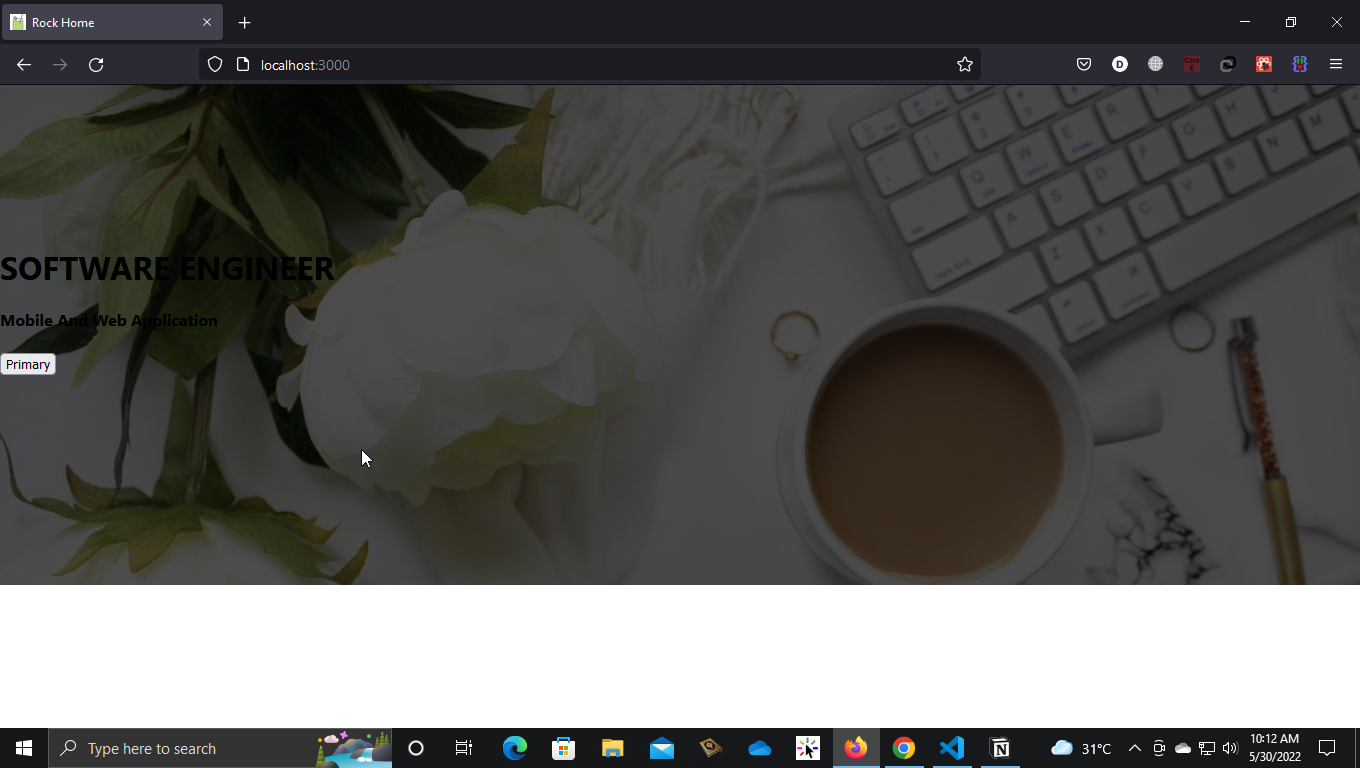 Rock Home
localhost:3000
SOFTWARE ENGINEER
Mobile And Web Application
Primary
Type here to search
31°C
10:12 AM
5/30/2022